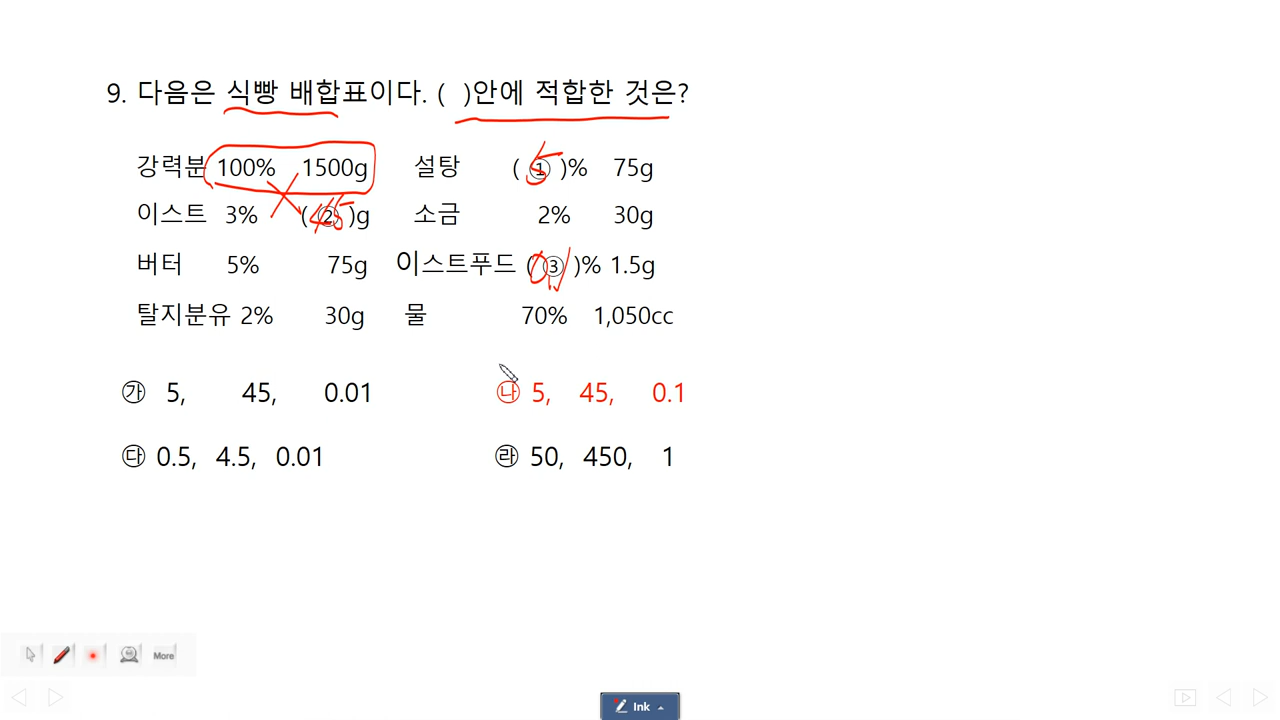 9. 다음은 식빵 배합표이다. ( )안에 적합한 것은?
강력분 100% 1500g 설탕 ( ① )% 75g
5
이스트 3% ( ② )g 소금 2% 30g
45
버터 5% 75g 이스트푸드 ( ③ )% 1.5g
0.1
탈지분유 2% 30g 물 70% 1,050cc
㉮ 5, 45, 0.01 ㉯ 5, 45, 0.1
㉰ 0.5, 4.5, 0.01 ㉱ 50, 450, 1
More
Ink